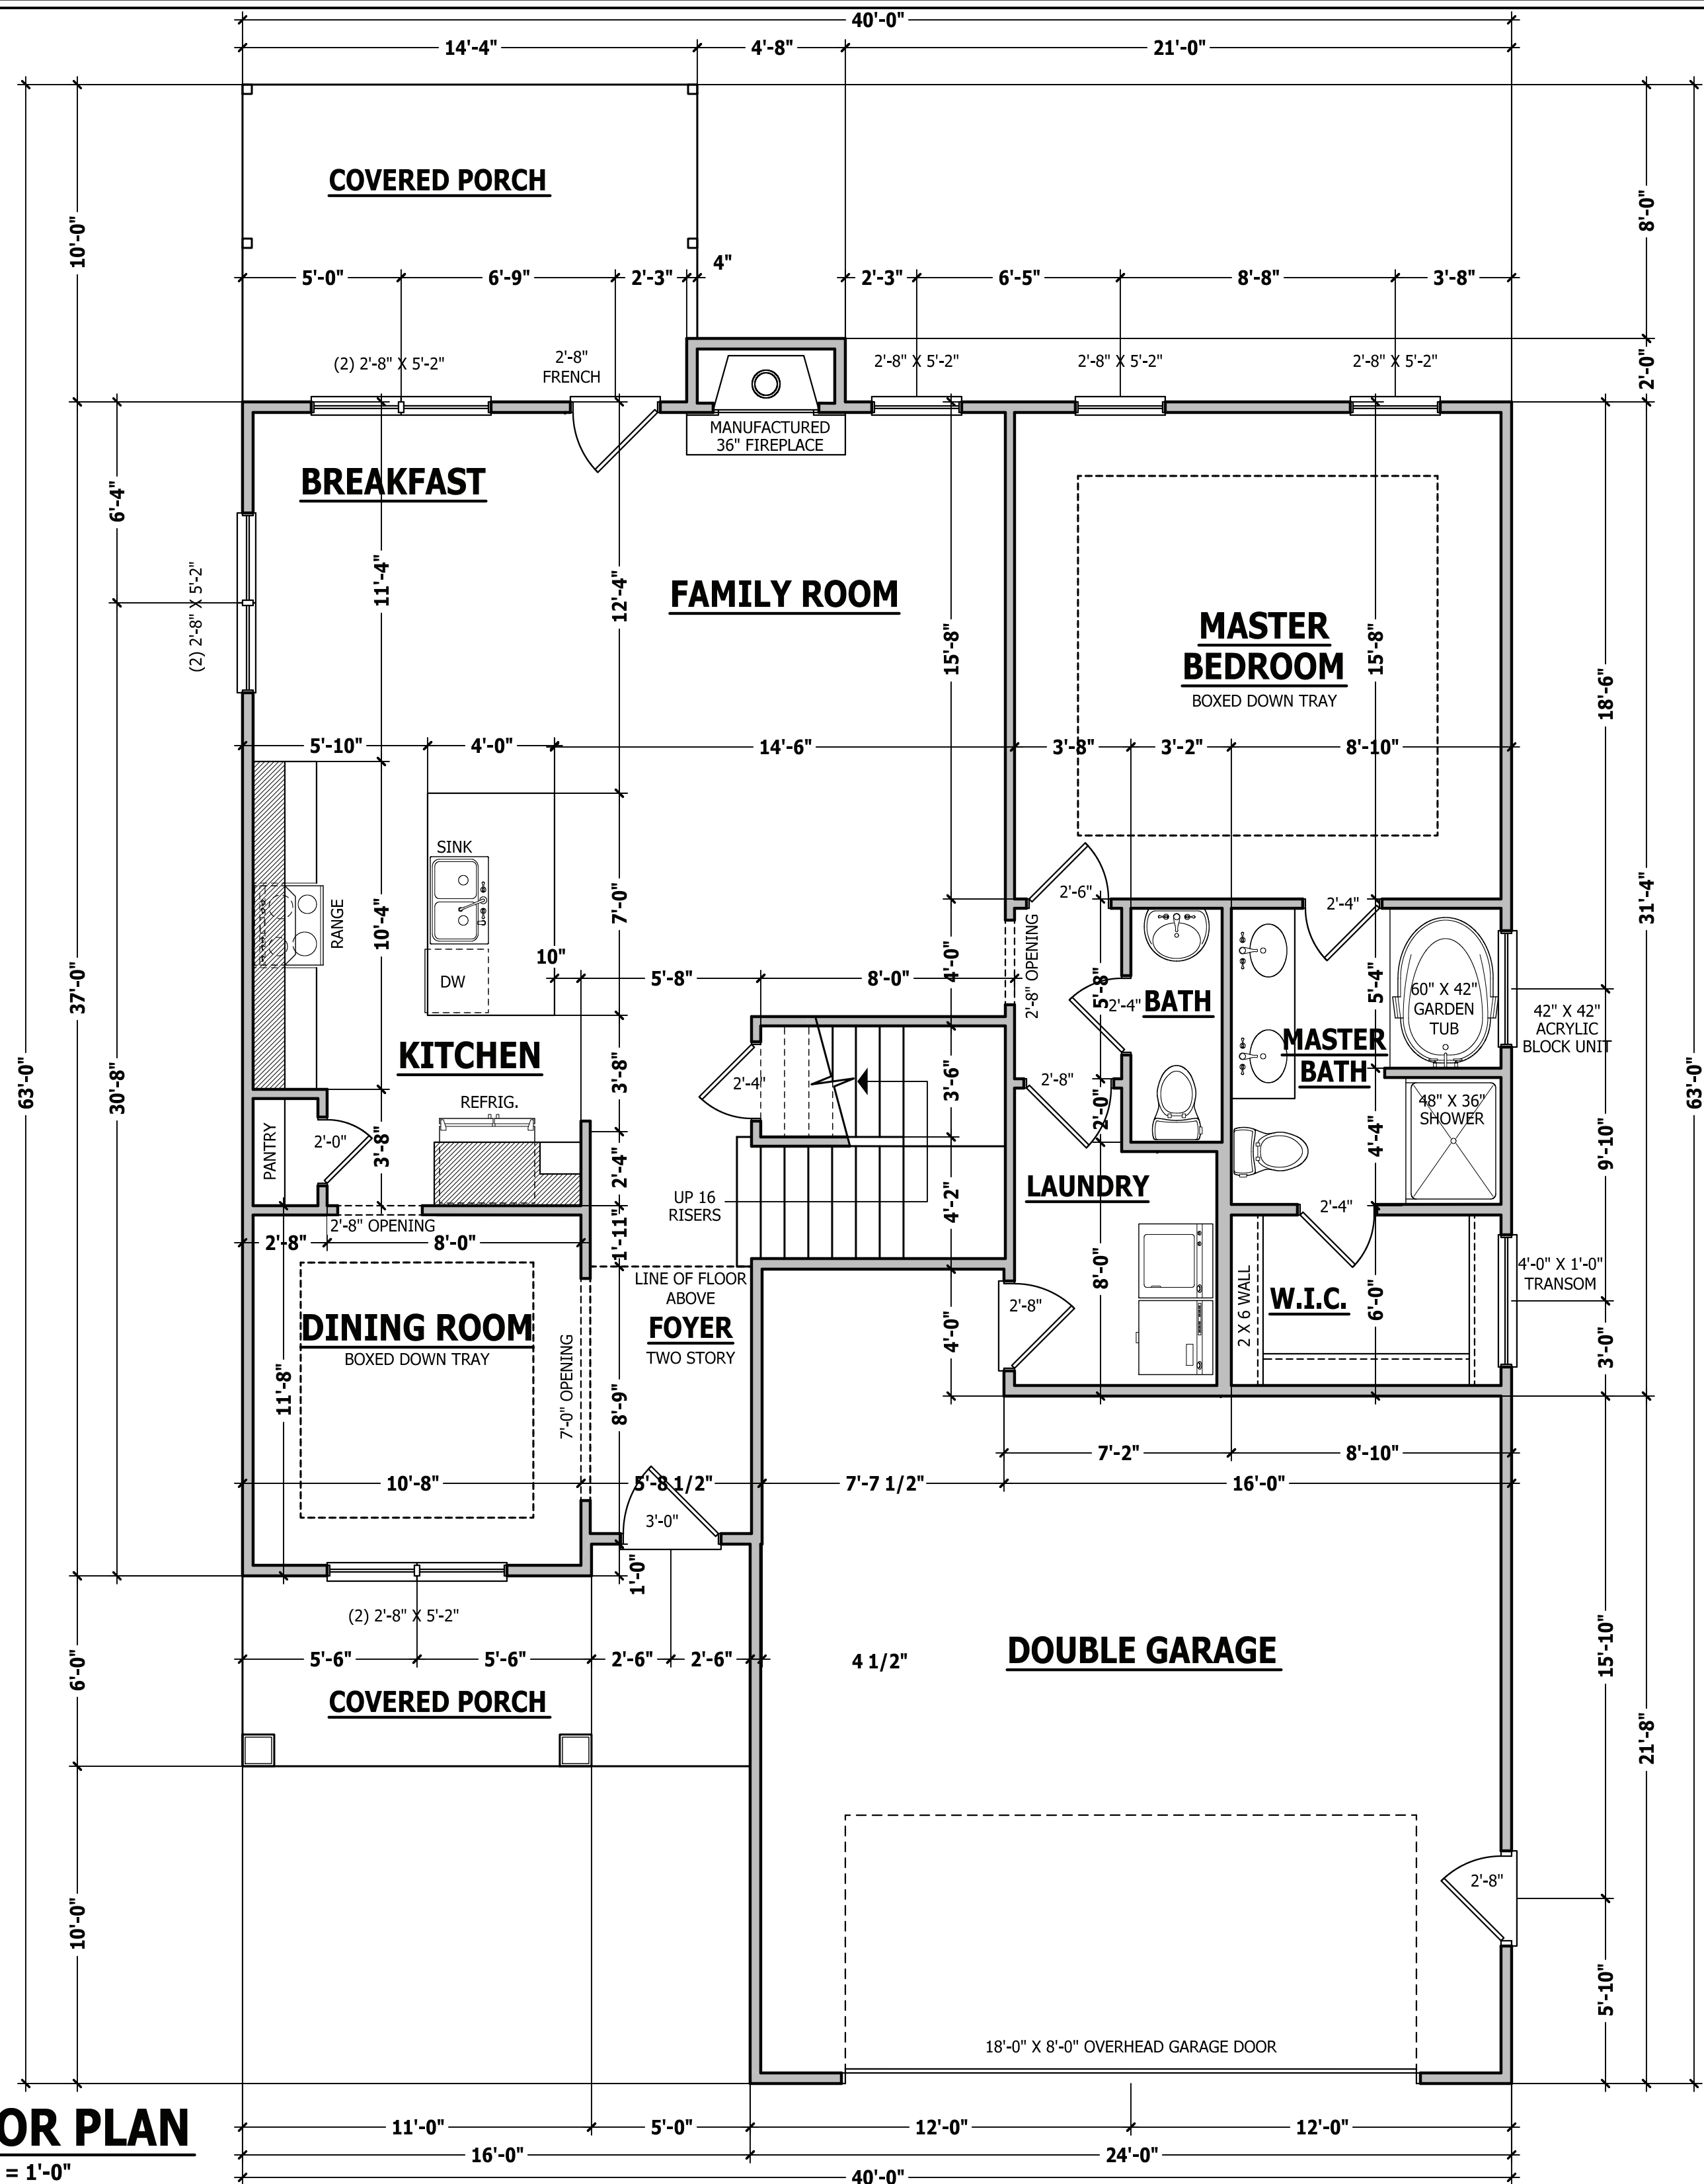 40'-0"
14'-4" 4'-8" 21'-0"
COVERED PORCH
10'-0"
8'-0"
4"
5'-0" 6'-9" 2'-3" 2'-3" 6'-5" 8'-8" 3'-8"
(2) 2'-8" X 5'-2"
2'-8"
FRENCH
2'-8" X 5'-2"
2'-8" X 5'-2"
2'-8" X 5'-2"
2'-0"
MANUFACTURED
36" FIREPLACE
BREAKFAST
6'-4"
11'-4"
12'-4"
FAMILY ROOM
(2) 2'-8" X 5'-2"
15'-8"
MASTER
BEDROOM
BOXED DOWN TRAY
15'-8"
18'-6"
5'-10" 4'-0" 14'-6" 3'-8" 3'-2" 8'-10"
SINK
RANGE
10'-4"
7'-0"
DW
10"
5'-8" 8'-0"
4'-0"
2'-8" OPENING
2'-6"
2'-4"
5'-8"
2'-4"
BATH
5'-4"
60" X 42"
GARDEN
TUB
42" X 42"
ACRYLIC
BLOCK UNIT
31'-4"
37'-0"
63'-0"
30'-8"
63'-0"
KITCHEN
MASTER
BATH
3'-8"
2'-4"
3'-6"
2'-8"
2'-0"
REFRIG.
48" X 36"
SHOWER
PANTRY
2'-0"
3'-8"
4'-4"
9'-10"
2'-4"
UP 16
RISERS
4'-2"
LAUNDRY
2'-4"
2'-8" OPENING
1'-11"
2'-8" 8'-0"
LINE OF FLOOR
ABOVE
8'-0"
2 X 6 WALL
W.I.C.
6'-0"
4'-0" X 1'-0"
TRANSOM
2'-8"
DINING ROOM
BOXED DOWN TRAY
FOYER
TWO STORY
4'-0"
3'-0"
7'-0" OPENING
11'-8"
8'-9"
7'-2" 8'-10"
10'-8" 5'-8 1/2" 7'-7 1/2" 16'-0"
3'-0"
1'-0"
(2) 2'-8" X 5'-2"
5'-6" 5'-6" 2'-6" 2'-6" 4 1/2"
6'-0"
COVERED PORCH
DOUBLE GARAGE
15'-10"
21'-8"
2'-8"
10'-0"
5'-10"
18'-0" X 8'-0" OVERHEAD GARAGE DOOR
11'-0" 5'-0" 12'-0" 12'-0"
OR PLAN
16'-0" 24'-0"
= 1'-0"
40'-0"